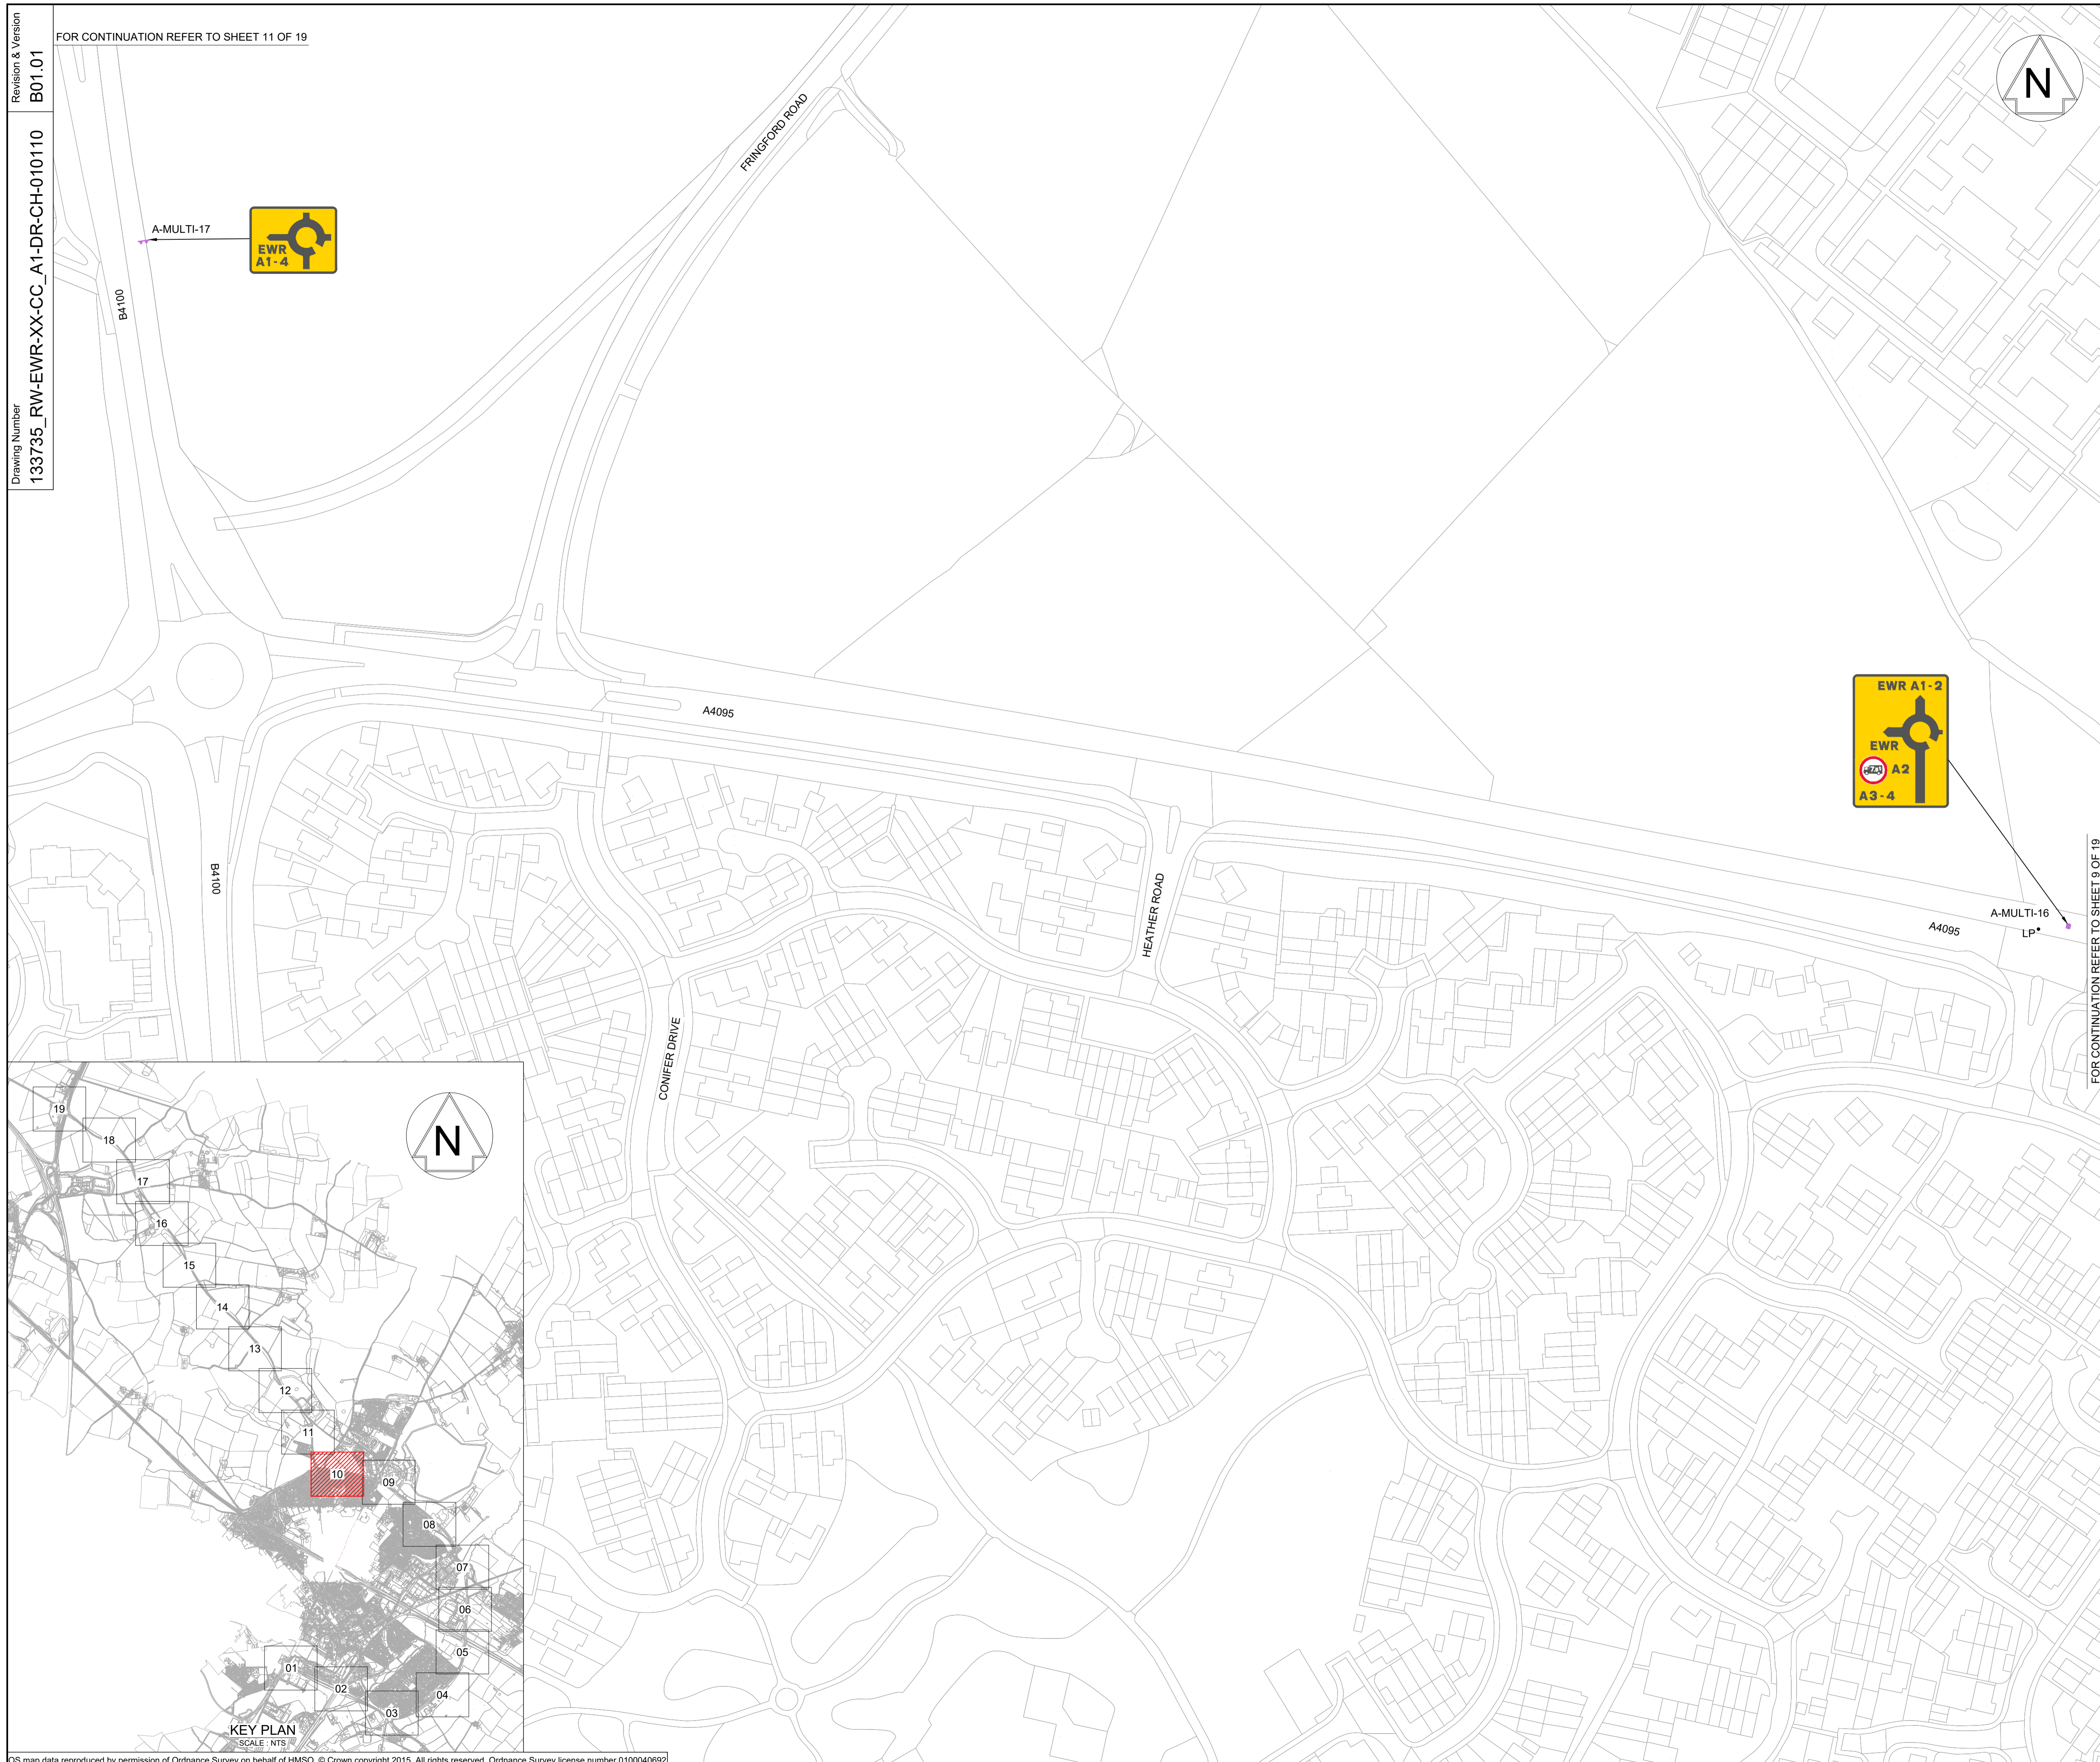 Revision & Version
B01.01
Drawing Number
133735_RW-EWR-XX-CC_A1-DR-CH-010110
FOR CONTINUATION REFER TO SHEET 11 OF 19
N
FRINGFORD ROAD
A-MULTI-17
EWR
A1-4
B4100
A4095
EWR A1-2
EWR
A2
A3-4
B4100
HEATHER ROAD
A-MULTI-16
LP
A4095
FOR CONTINUATION REFER TO SHEET 9 OF 19
CONIFER DRIVE
N
19
18
17
16
15
14
13
12
11
10
09
08
07
06
05
04
03
02
01
KEY PLAN
SCALE : NTS
OS map data reproduced by permission of Ordnance Survey on behalf of HMSO. © Crown copyright 2015. All rights reserved. Ordnance Survey license number 0100040692